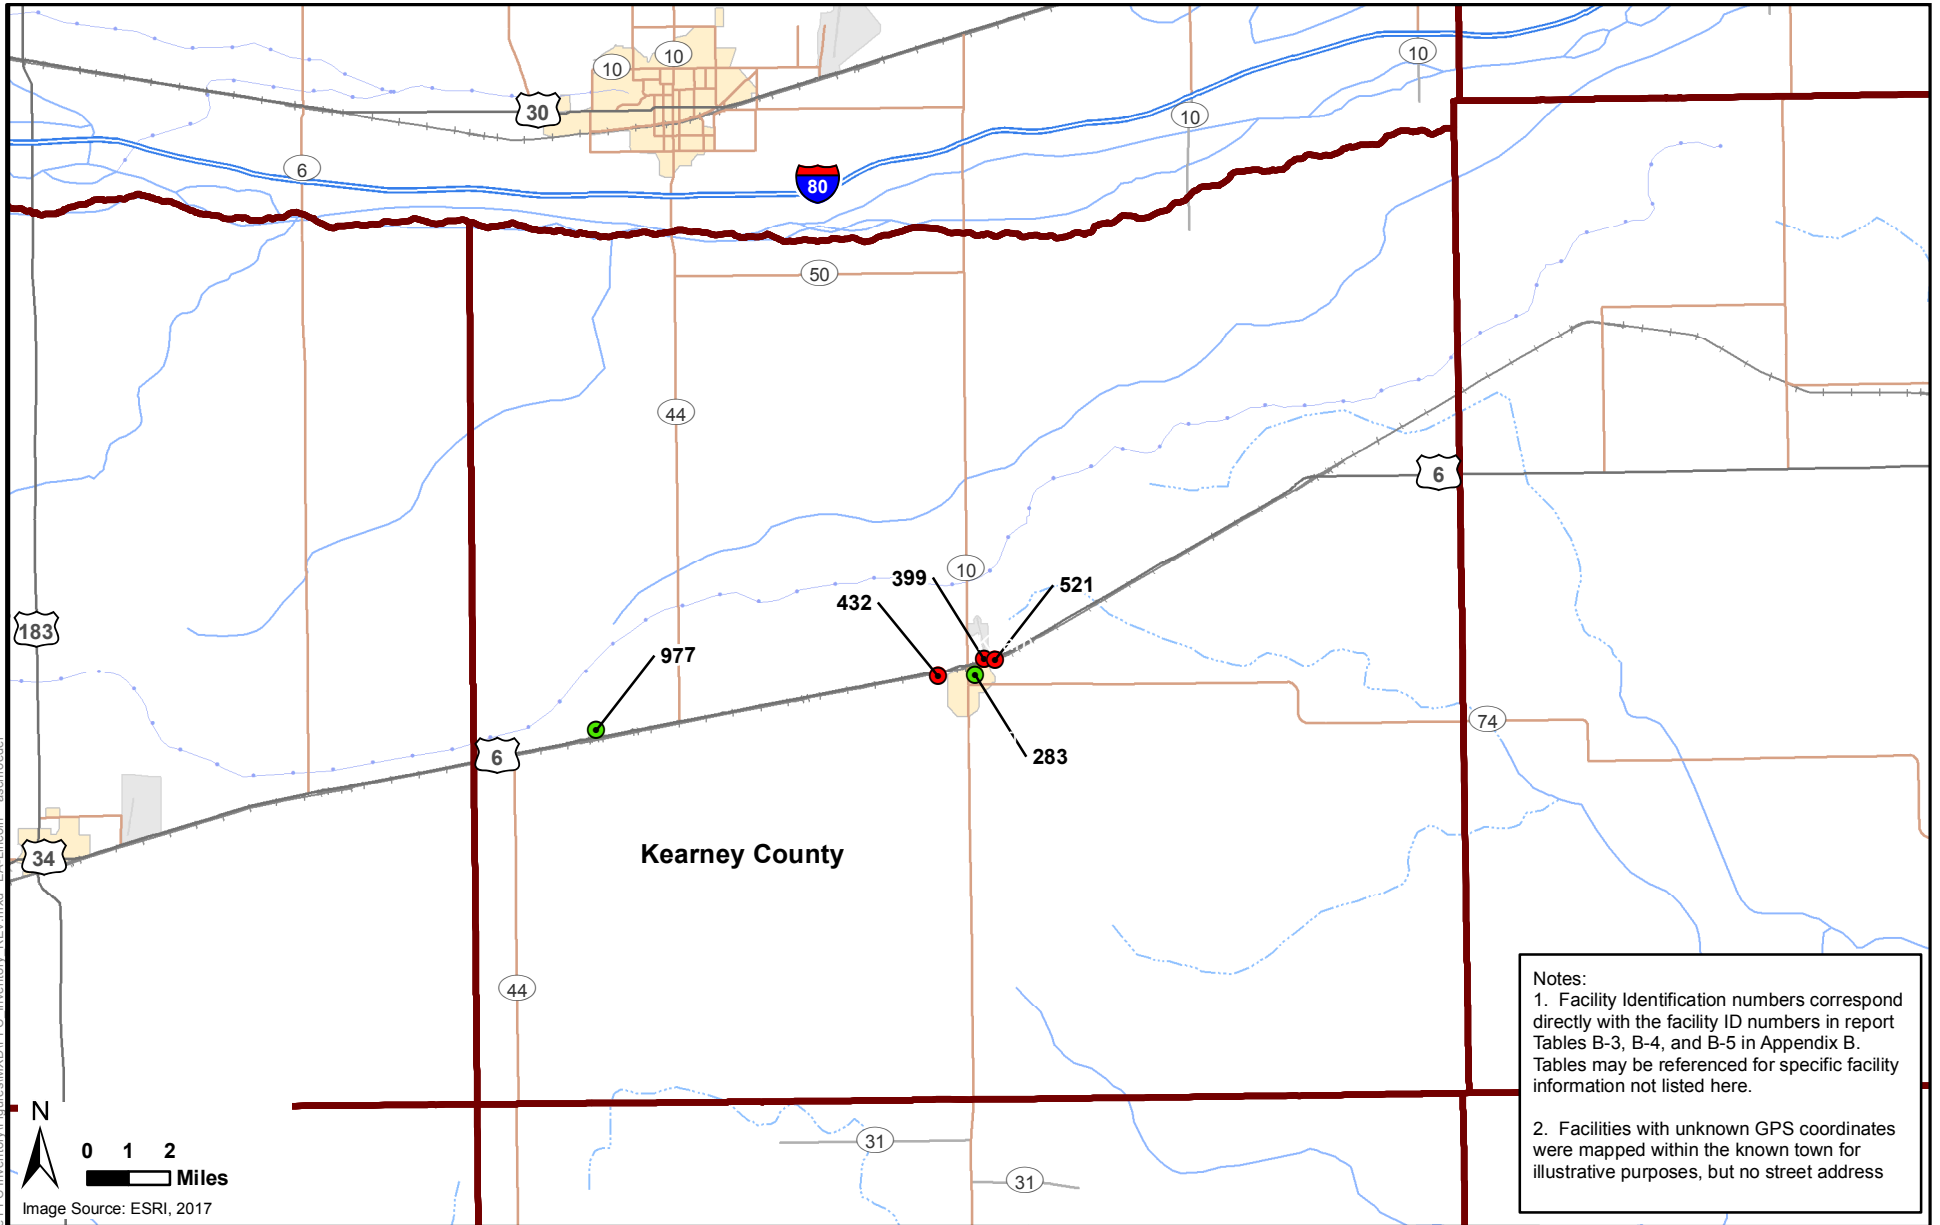 10
10
10
30
10
6
80
50
44
10
6
399
521
432
183
977
74
6
283
34
Kearney County
44
31
31
N
0 1 2
Miles
Image Source: ESRI, 2017
Notes:
1. Facility Identification numbers correspond
directly with the facility ID numbers in report
Tables B-3, B-4, and B-5 in Appendix B.
Tables may be referenced for specific facility
information not listed here.
2. Facilities with unknown GPS coordinates
were mapped within the known town for
illustrative purposes, but no street address